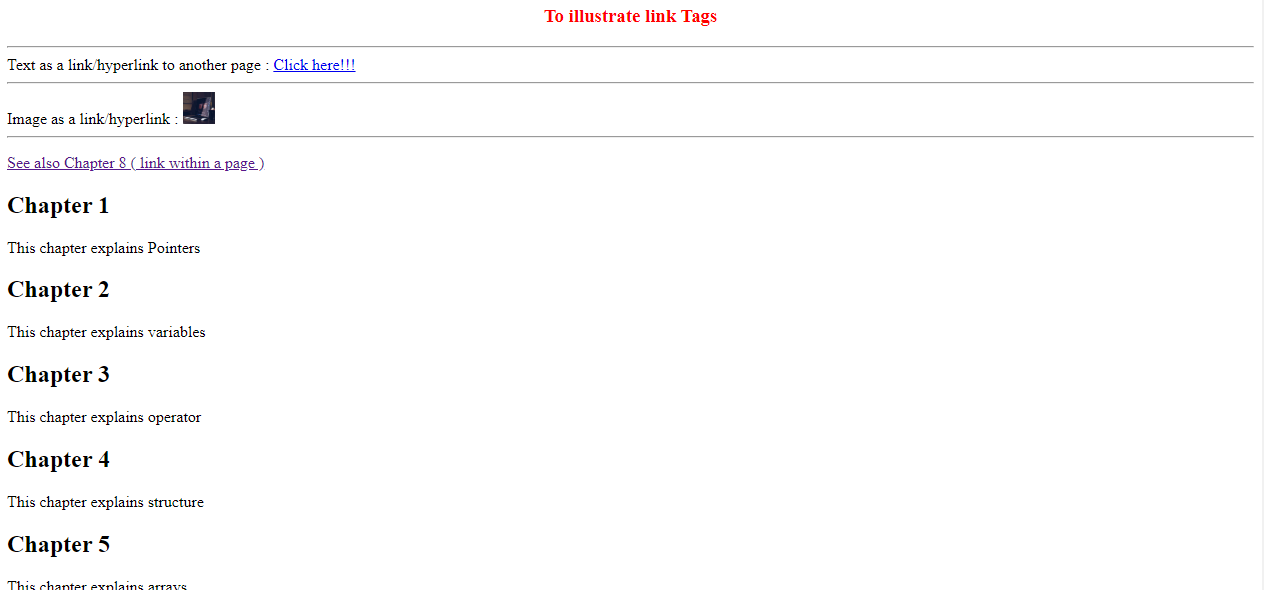 To illustrate link Tags
Text as a link/hyperlink to another page : Click here!!!
Image as a link/hyperlink :
See also Chapter 8 ( link within a page )
Chapter 1
This chapter explains Pointers
Chapter 2
This chapter explains variables
Chapter 3
This chapter explains operator
Chapter 4
This chapter explains structure
Chapter 5
This chapter explains arrays